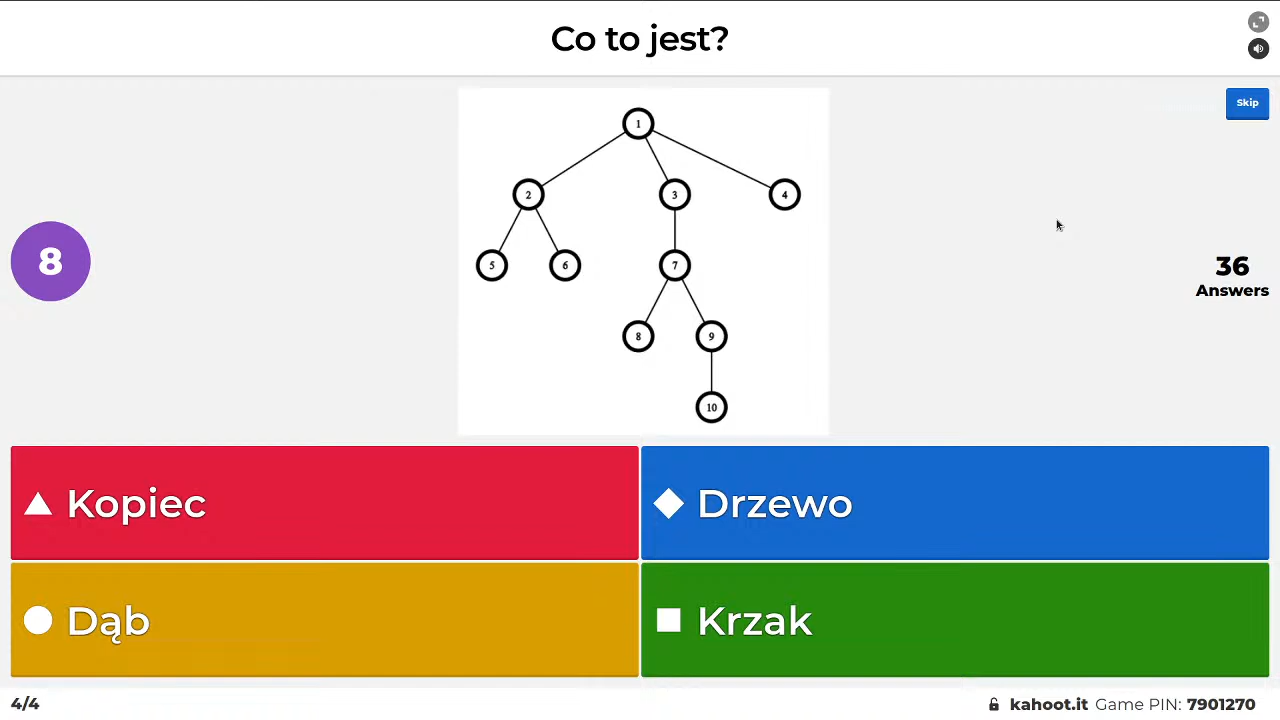 Co to jest?
Skip
1
2
3
4
5
6
7
8
9
10
8
36
Answers
Kopiec
Drzewo
Dąb
Krzak
4/4
kahoot.it Game PIN: 7901270